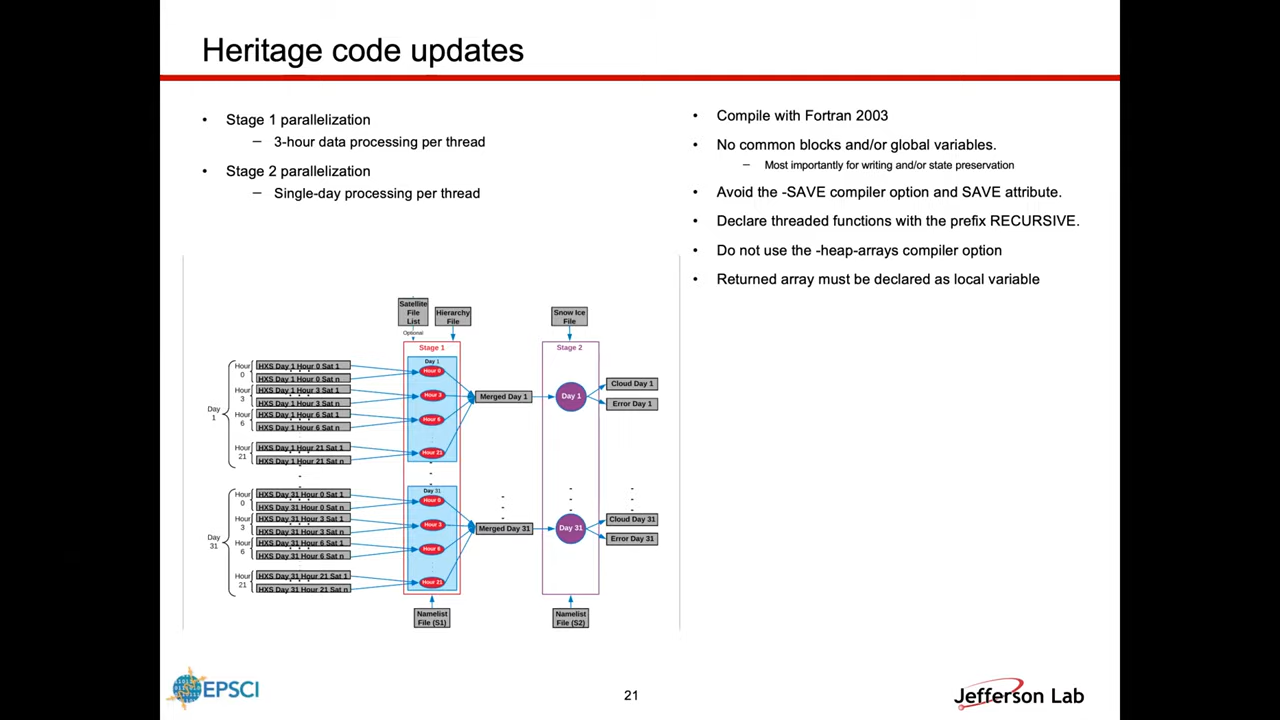 Heritage code updates
• Stage 1 parallelization
– 3-hour data processing per thread
• Stage 2 parallelization
– Single-day processing per thread
• Compile with Fortran 2003
• No common blocks and/or global variables.
– Most importantly for writing and/or state preservation
• Avoid the -SAVE compiler option and SAVE attribute.
• Declare threaded functions with the prefix RECURSIVE.
• Do not use the -heap-arrays compiler option
• Returned array must be declared as local variable
Satellite
File
List
Optional
Hierarchy
File
Snow Ice
File
Stage 1
Stage 2
Day
1
Hour
0
HXS Day 1 Hour 0 Sat 1
HXS Day 1 Hour 0 Sat n
Hour
3
HXS Day 1 Hour 3 Sat 1
HXS Day 1 Hour 3 Sat n
Hour
6
HXS Day 1 Hour 6 Sat 1
HXS Day 1 Hour 6 Sat n
Hour
21
HXS Day 1 Hour 21 Sat 1
HXS Day 1 Hour 21 Sat n
Day 1
Hour 0
Hour 3
Hour 6
Hour 21
Merged Day 1
Day 1
Cloud Day 1
Error Day 1
Day
31
Hour
0
HXS Day 31 Hour 0 Sat 1
HXS Day 31 Hour 0 Sat n
Hour
3
HXS Day 31 Hour 3 Sat 1
HXS Day 31 Hour 3 Sat n
Hour
6
HXS Day 31 Hour 6 Sat 1
HXS Day 31 Hour 6 Sat n
Hour
21
HXS Day 31 Hour 21 Sat 1
HXS Day 31 Hour 21 Sat n
Day 31
Hour 0
Hour 3
Hour 6
Hour 21
Merged Day 31
Day 31
Cloud Day 31
Error Day 31
Namelist
File (S1)
Namelist
File (S2)
EPSCI
21
Jefferson Lab